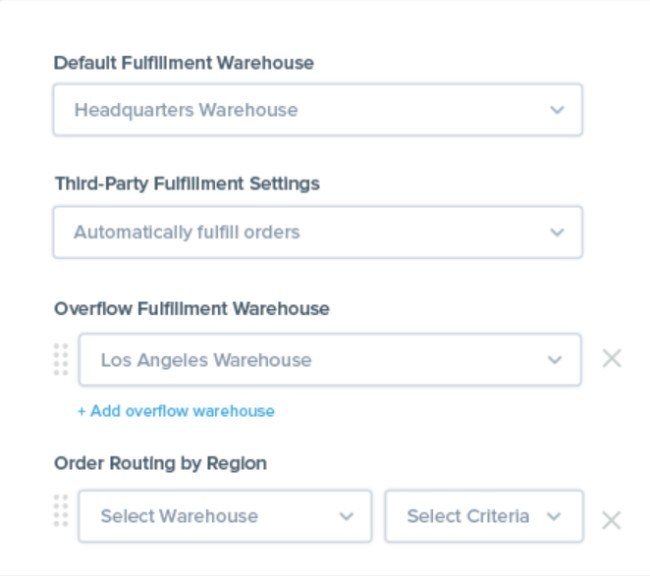 Default Fulfillment Warehouse
Headquarters Warehouse
Third-Party Fulfillment Settings
Automatically fulfill orders
Overflow Fulfillment Warehouse
Los Angeles Warehouse
+ Add overflow warehouse
Order Routing by Region
Select Warehouse Select Criteria